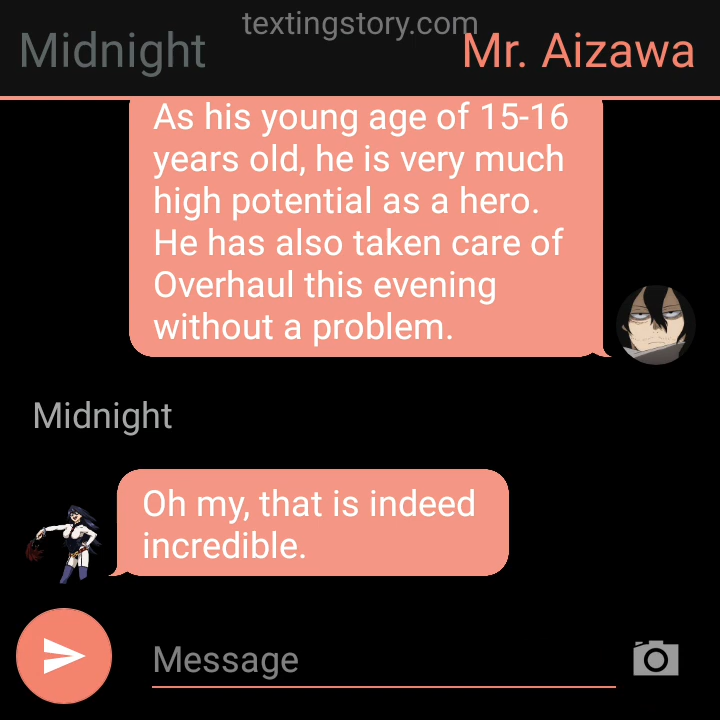 textingstory.com
Midnight
Mr. Aizawa
As his young age of 15-16
years old, he is very much
high potential as a hero.
He has also taken care of
Overhaul this evening
without a problem.
Midnight
Oh my, that is indeed
incredible.
Message